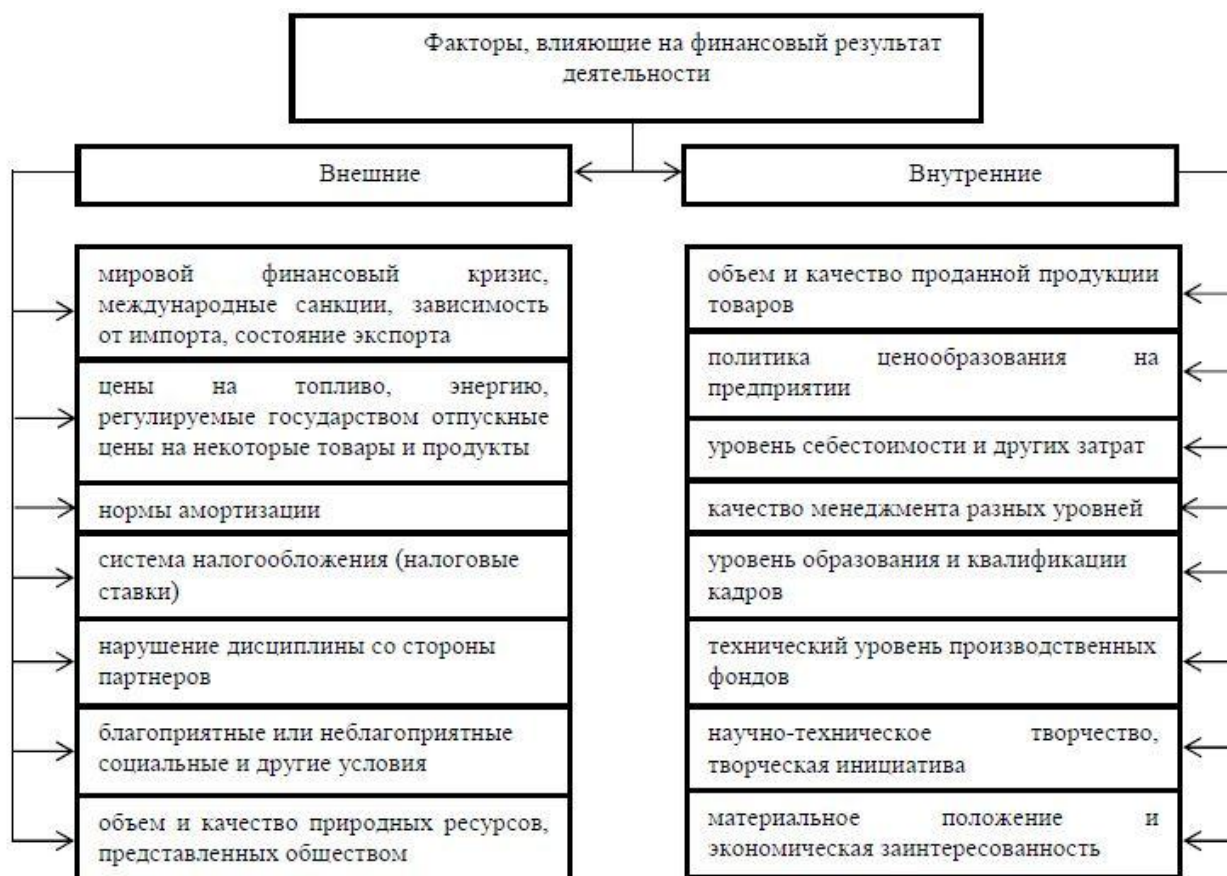 Факторы, влияющие на финансовый результат
деятельности
Внешние
мировой финансовый кризис,
международные санкции, зависимость
от импорта, состояние экспорта
цены на топливо, энергию,
регулируемые государством отпускные
цены на некоторые товары и продукты
нормы амортизации
система налогообложения (налоговые
ставки)
нарушение дисциплины со стороны
партнеров
благоприятные или неблагоприятные
социальные и другие условия
объем и качество природных ресурсов,
представленных обществом
Внутренние
объем и качество проданной продукции
товаров
политика ценообразования на
предприятии
уровень себестоимости и других затрат
качество менеджмента разных уровней
уровень образования и квалификации
кадров
технический уровень производственных
фондов
научно-техническое творчество,
творческая инициатива
материальное положение и
экономическая заинтересованность